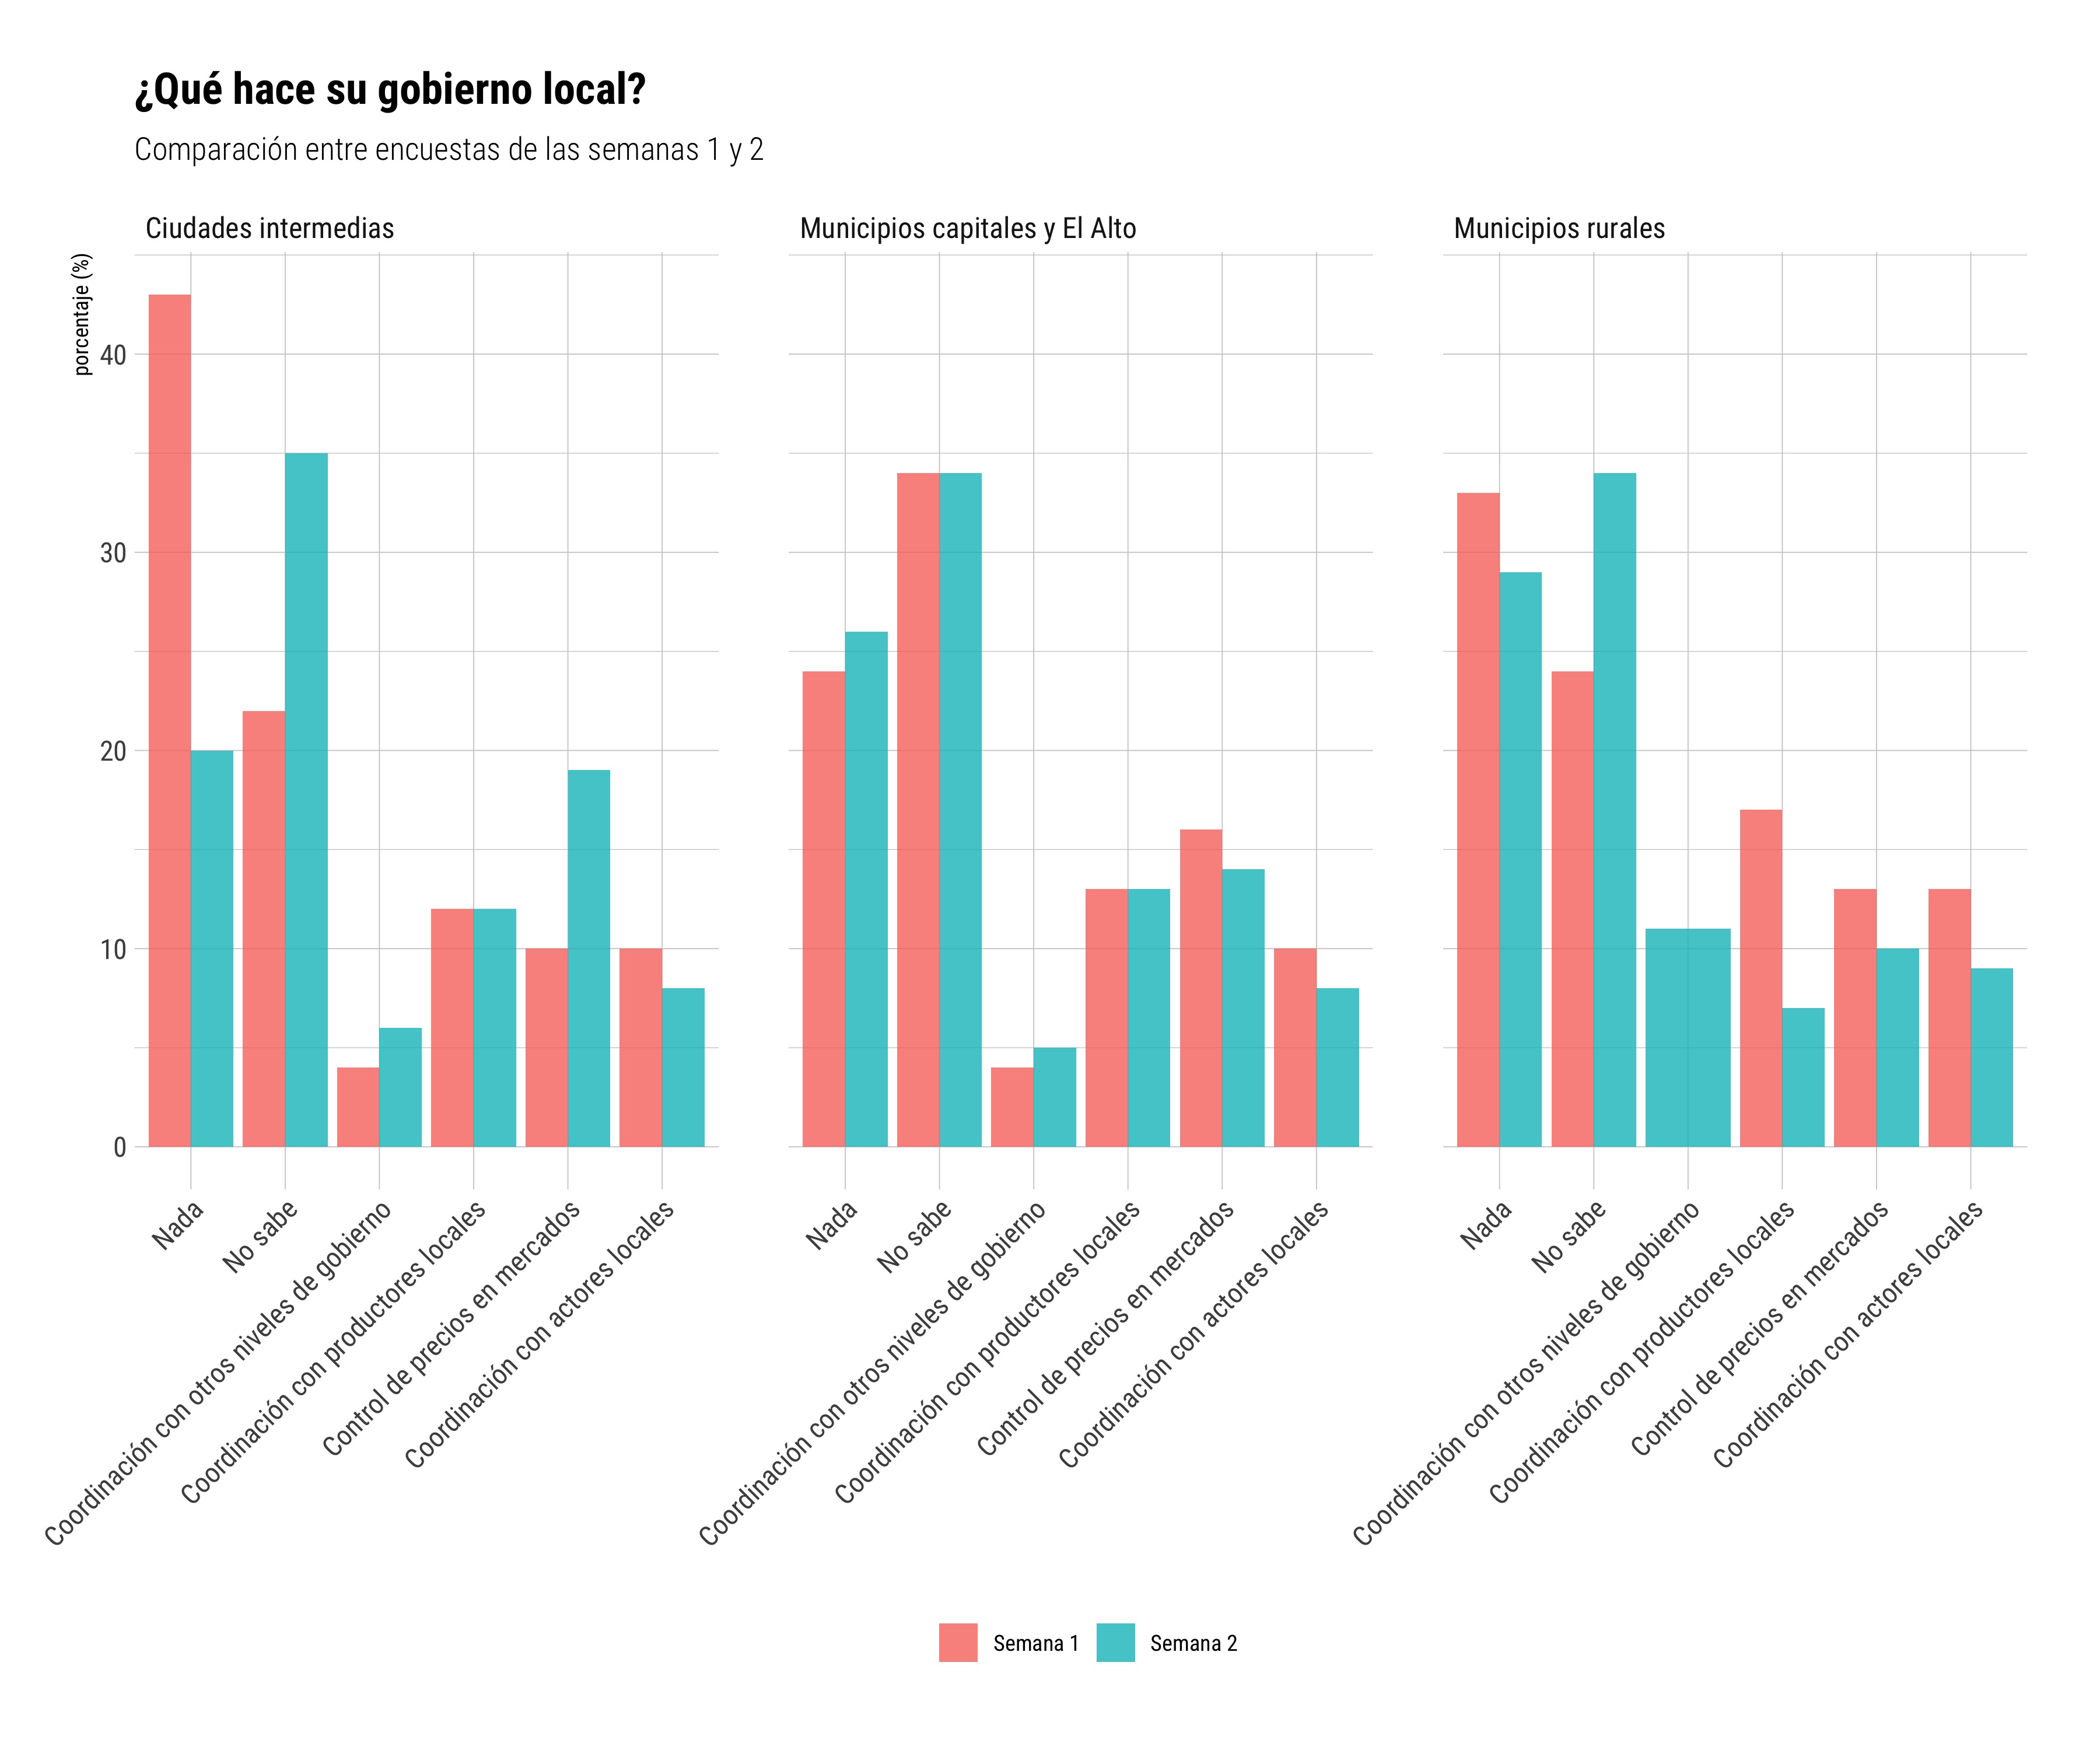 ¿Qué hace su gobierno local?
Comparación entre encuestas de las semanas 1 y 2
Ciudades intermedias
Municipios capitales y El Alto
Municipios rurales
porcentaje (%)
40
30
20
10
0
Nada
No sabe
Coordinación con otros niveles de gobierno
Coordinación con productores locales
Control de precios en mercados
Coordinación con actores locales
Nada
No sabe
Coordinación con otros niveles de gobierno
Coordinación con productores locales
Control de precios en mercados
Coordinación con actores locales
Nada
No sabe
Coordinación con otros niveles de gobierno
Coordinación con productores locales
Control de precios en mercados
Coordinación con actores locales
Semana 1
Semana 2